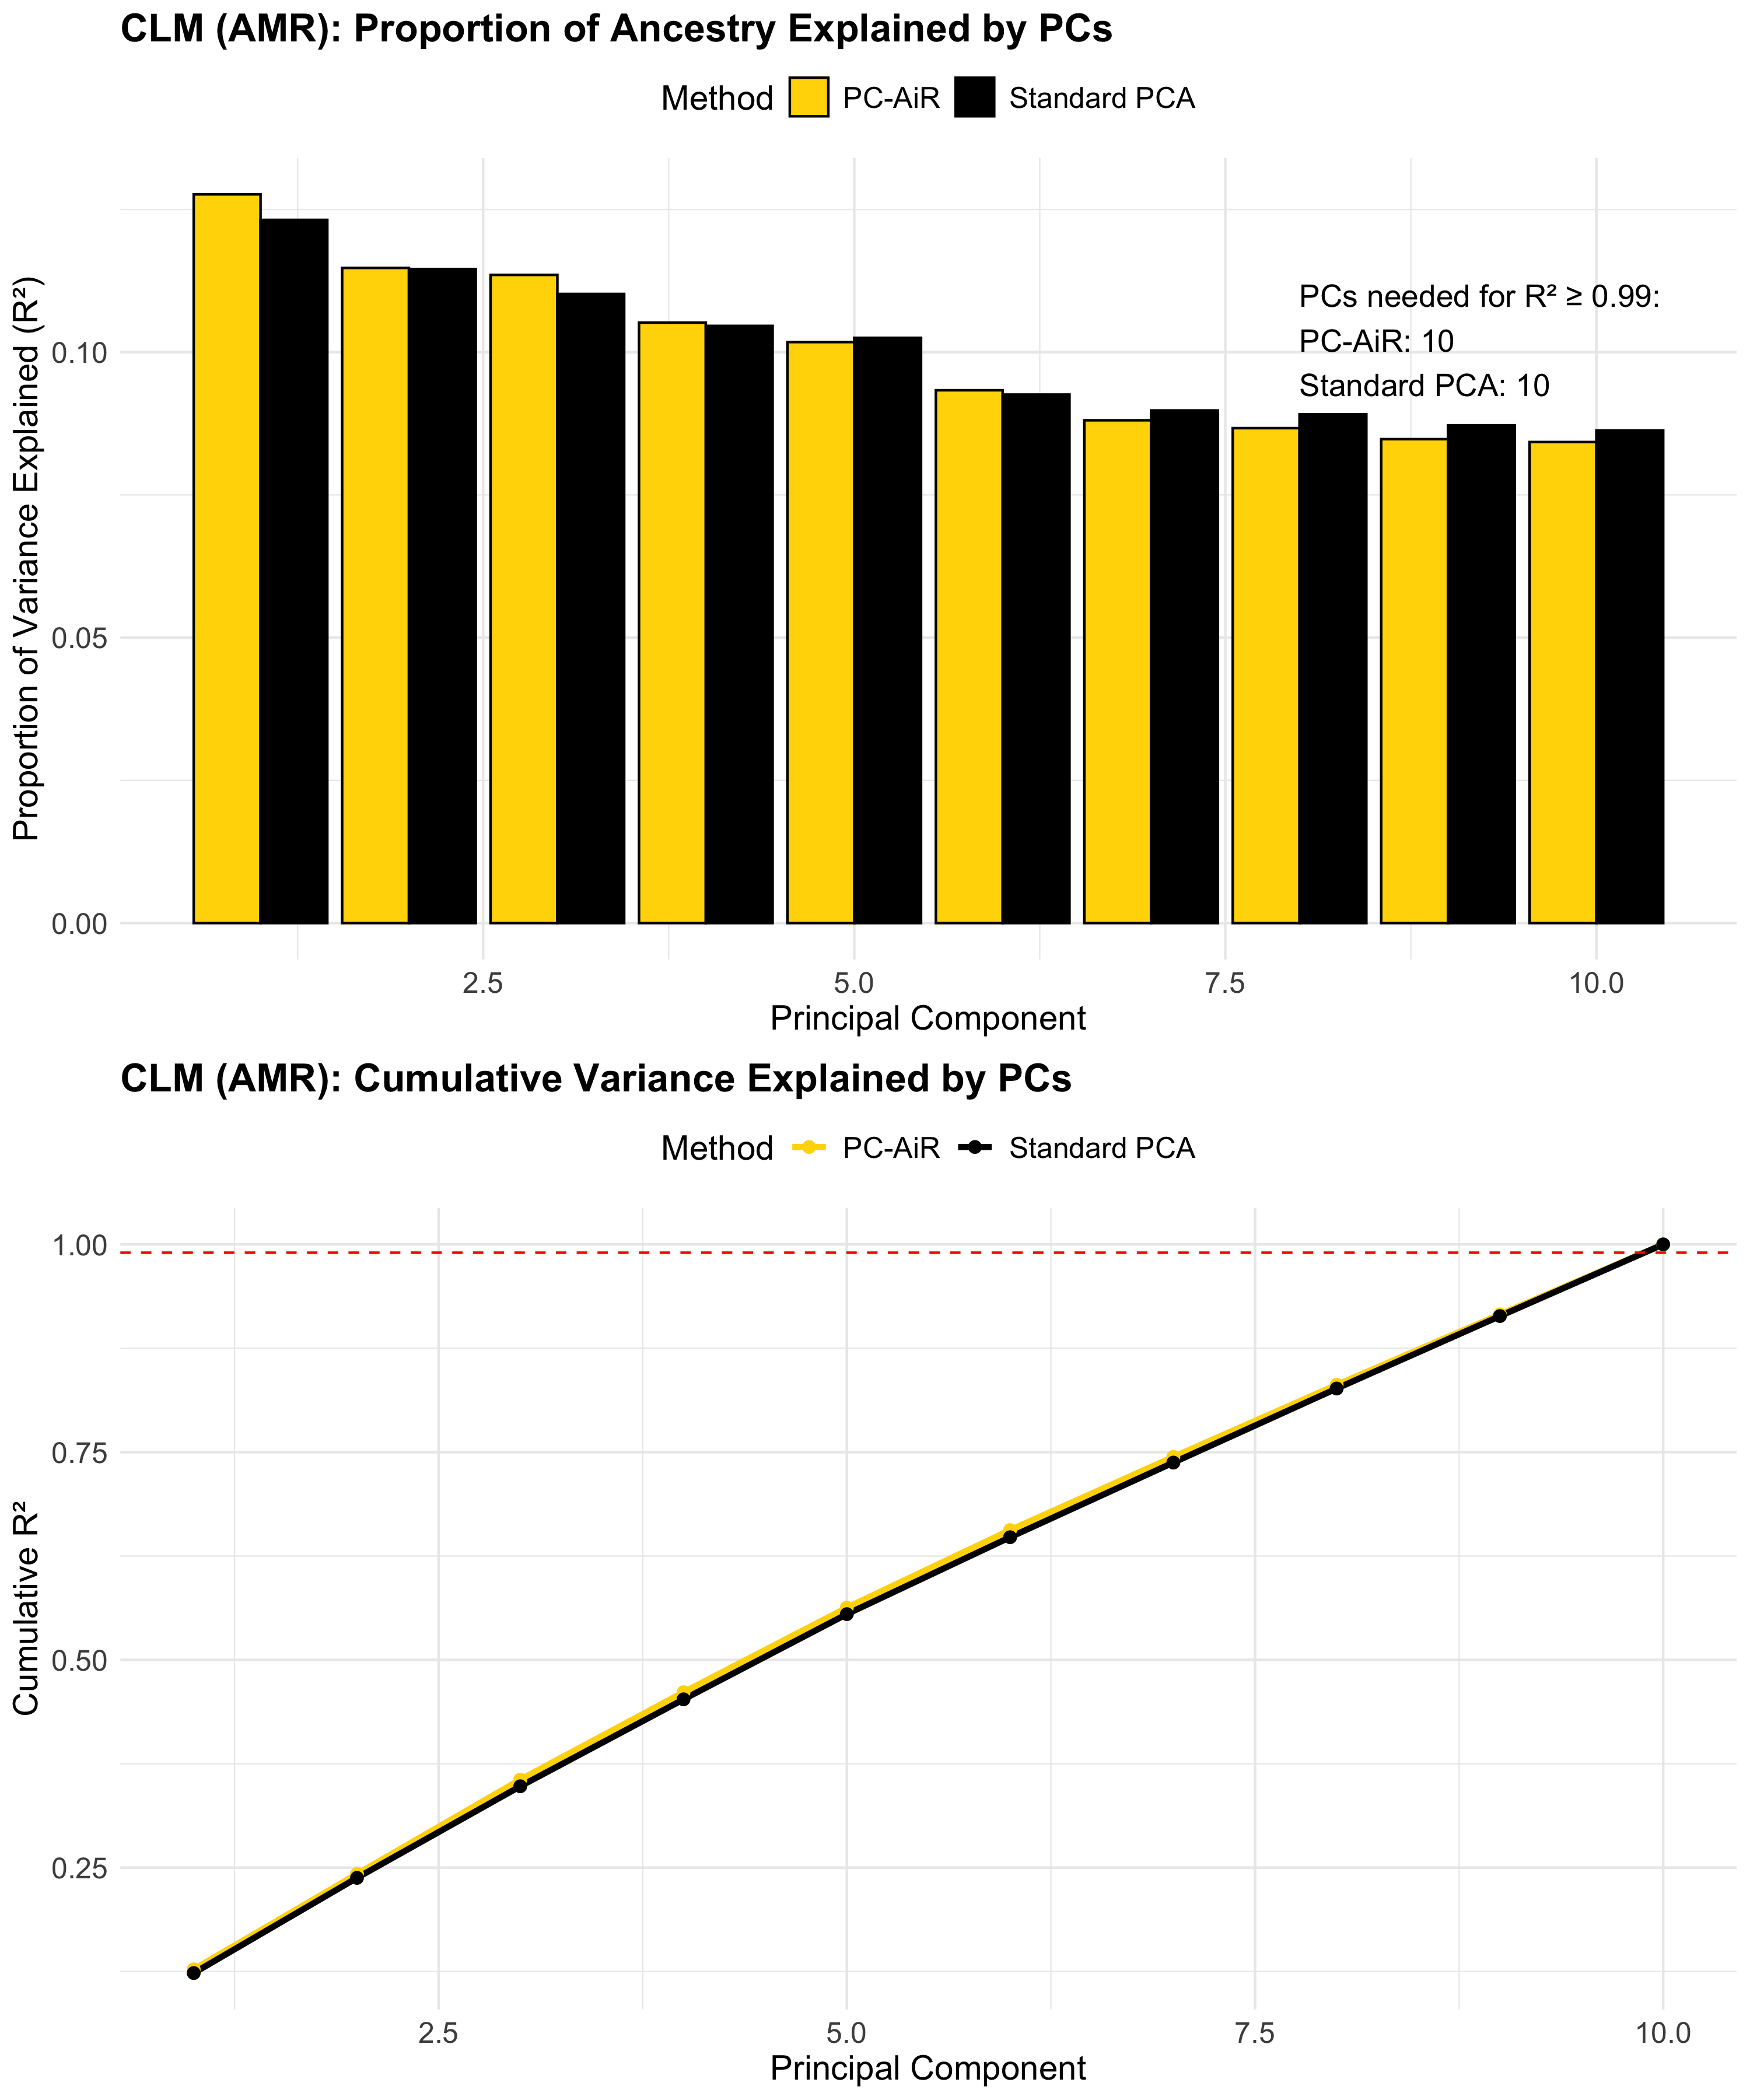 CLM (AMR): Proportion of Ancestry Explained by PCs
Method PC-AiR Standard PCA
Proportion of Variance Explained (R²)
0.10
0.05
0.00
PCs needed for R² ≥ 0.99:
PC-AiR: 10
Standard PCA: 10
2.5 5.0 7.5 10.0
Principal Component
CLM (AMR): Cumulative Variance Explained by PCs
Method PC-AiR Standard PCA
Cumulative R²
1.00
0.75
0.50
0.25
2.5 5.0 7.5 10.0
Principal Component